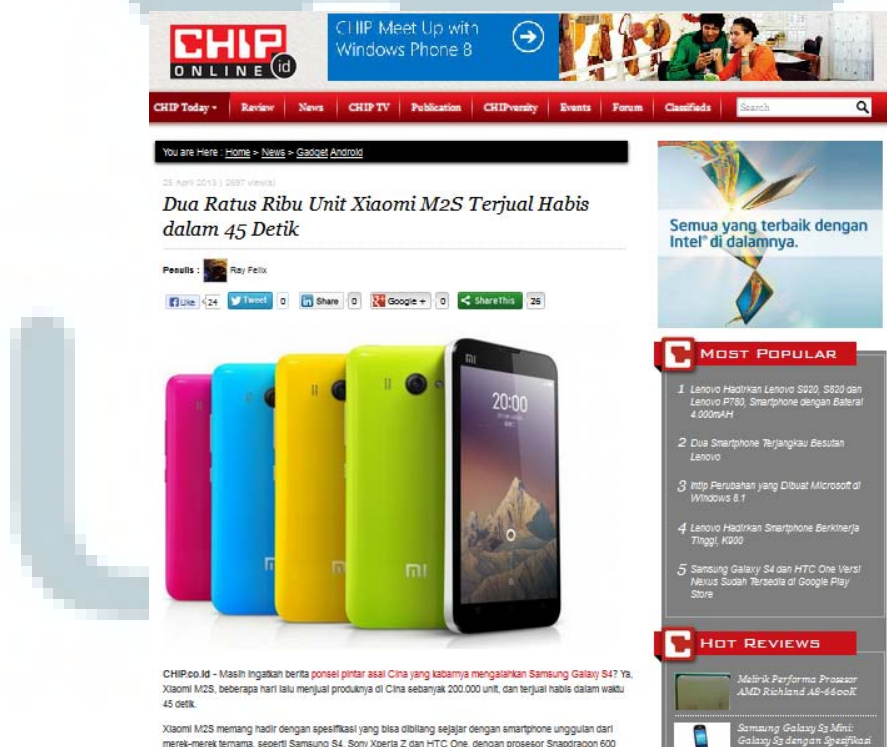 CHIP
ONLINE id
CHIP Meet Up with
Windows Phone 8
CHIP Today
Review
News
CHIP TV
Publication
CHIPversity
Events
Forum
Classifieds
Search
You are Here : Home > News > Gadget Android
25 April 2013 | 2697 view(s)
Dua Ratus Ribu Unit Xiaomi M2S Terjual Habis
dalam 45 Detik
Penulis : Ray Felix
Like 24 Tweet 0 in Share 0 Google + 0 ShareThis 26
MI
20:00
MI
Semua yang terbaik dengan
Intel® di dalamnya.
MOST POPULAR
1 Lenovo Hadirkan Lenovo S920, S820 dan
Lenovo P780, Smartphone dengan Baterai
4.000mAH
2 Dua Smartphone Terjangkau Besutan
Lenovo
3 Intip Perubahan yang Dibuat Microsoft di
Windows 8.1
4 Lenovo Hadirkan Smartphone Berkinerja
Tinggi, K900
5 Samsung Galaxy S4 dan HTC One Versi
Nexus Sudah Tersedia di Google Play
Store
HOT REVIEWS
Melirik Performa Prosesor
AMD Richland A8-6600K
Samsung Galaxy S3 Mini:
Galaxy S3 dengan Spesifikasi
CHIP.co.id - Masih ingatkah berita ponsel pintar asal Cina yang kabarnya mengalahkan Samsung Galaxy S4? Ya,
Xiaomi M2S, beberapa hari lalu menjual produknya di Cina sebanyak 200.000 unit, dan terjual habis dalam waktu
45 detik.
Xiaomi M2S memang hadir dengan spesifikasi yang bisa dibilang sejajar dengan smartphone unggulan dari
merek-merek ternama, seperti Samsung S4, Sony Xperia Z dan HTC One, dengan prosesor Snapdragon 600